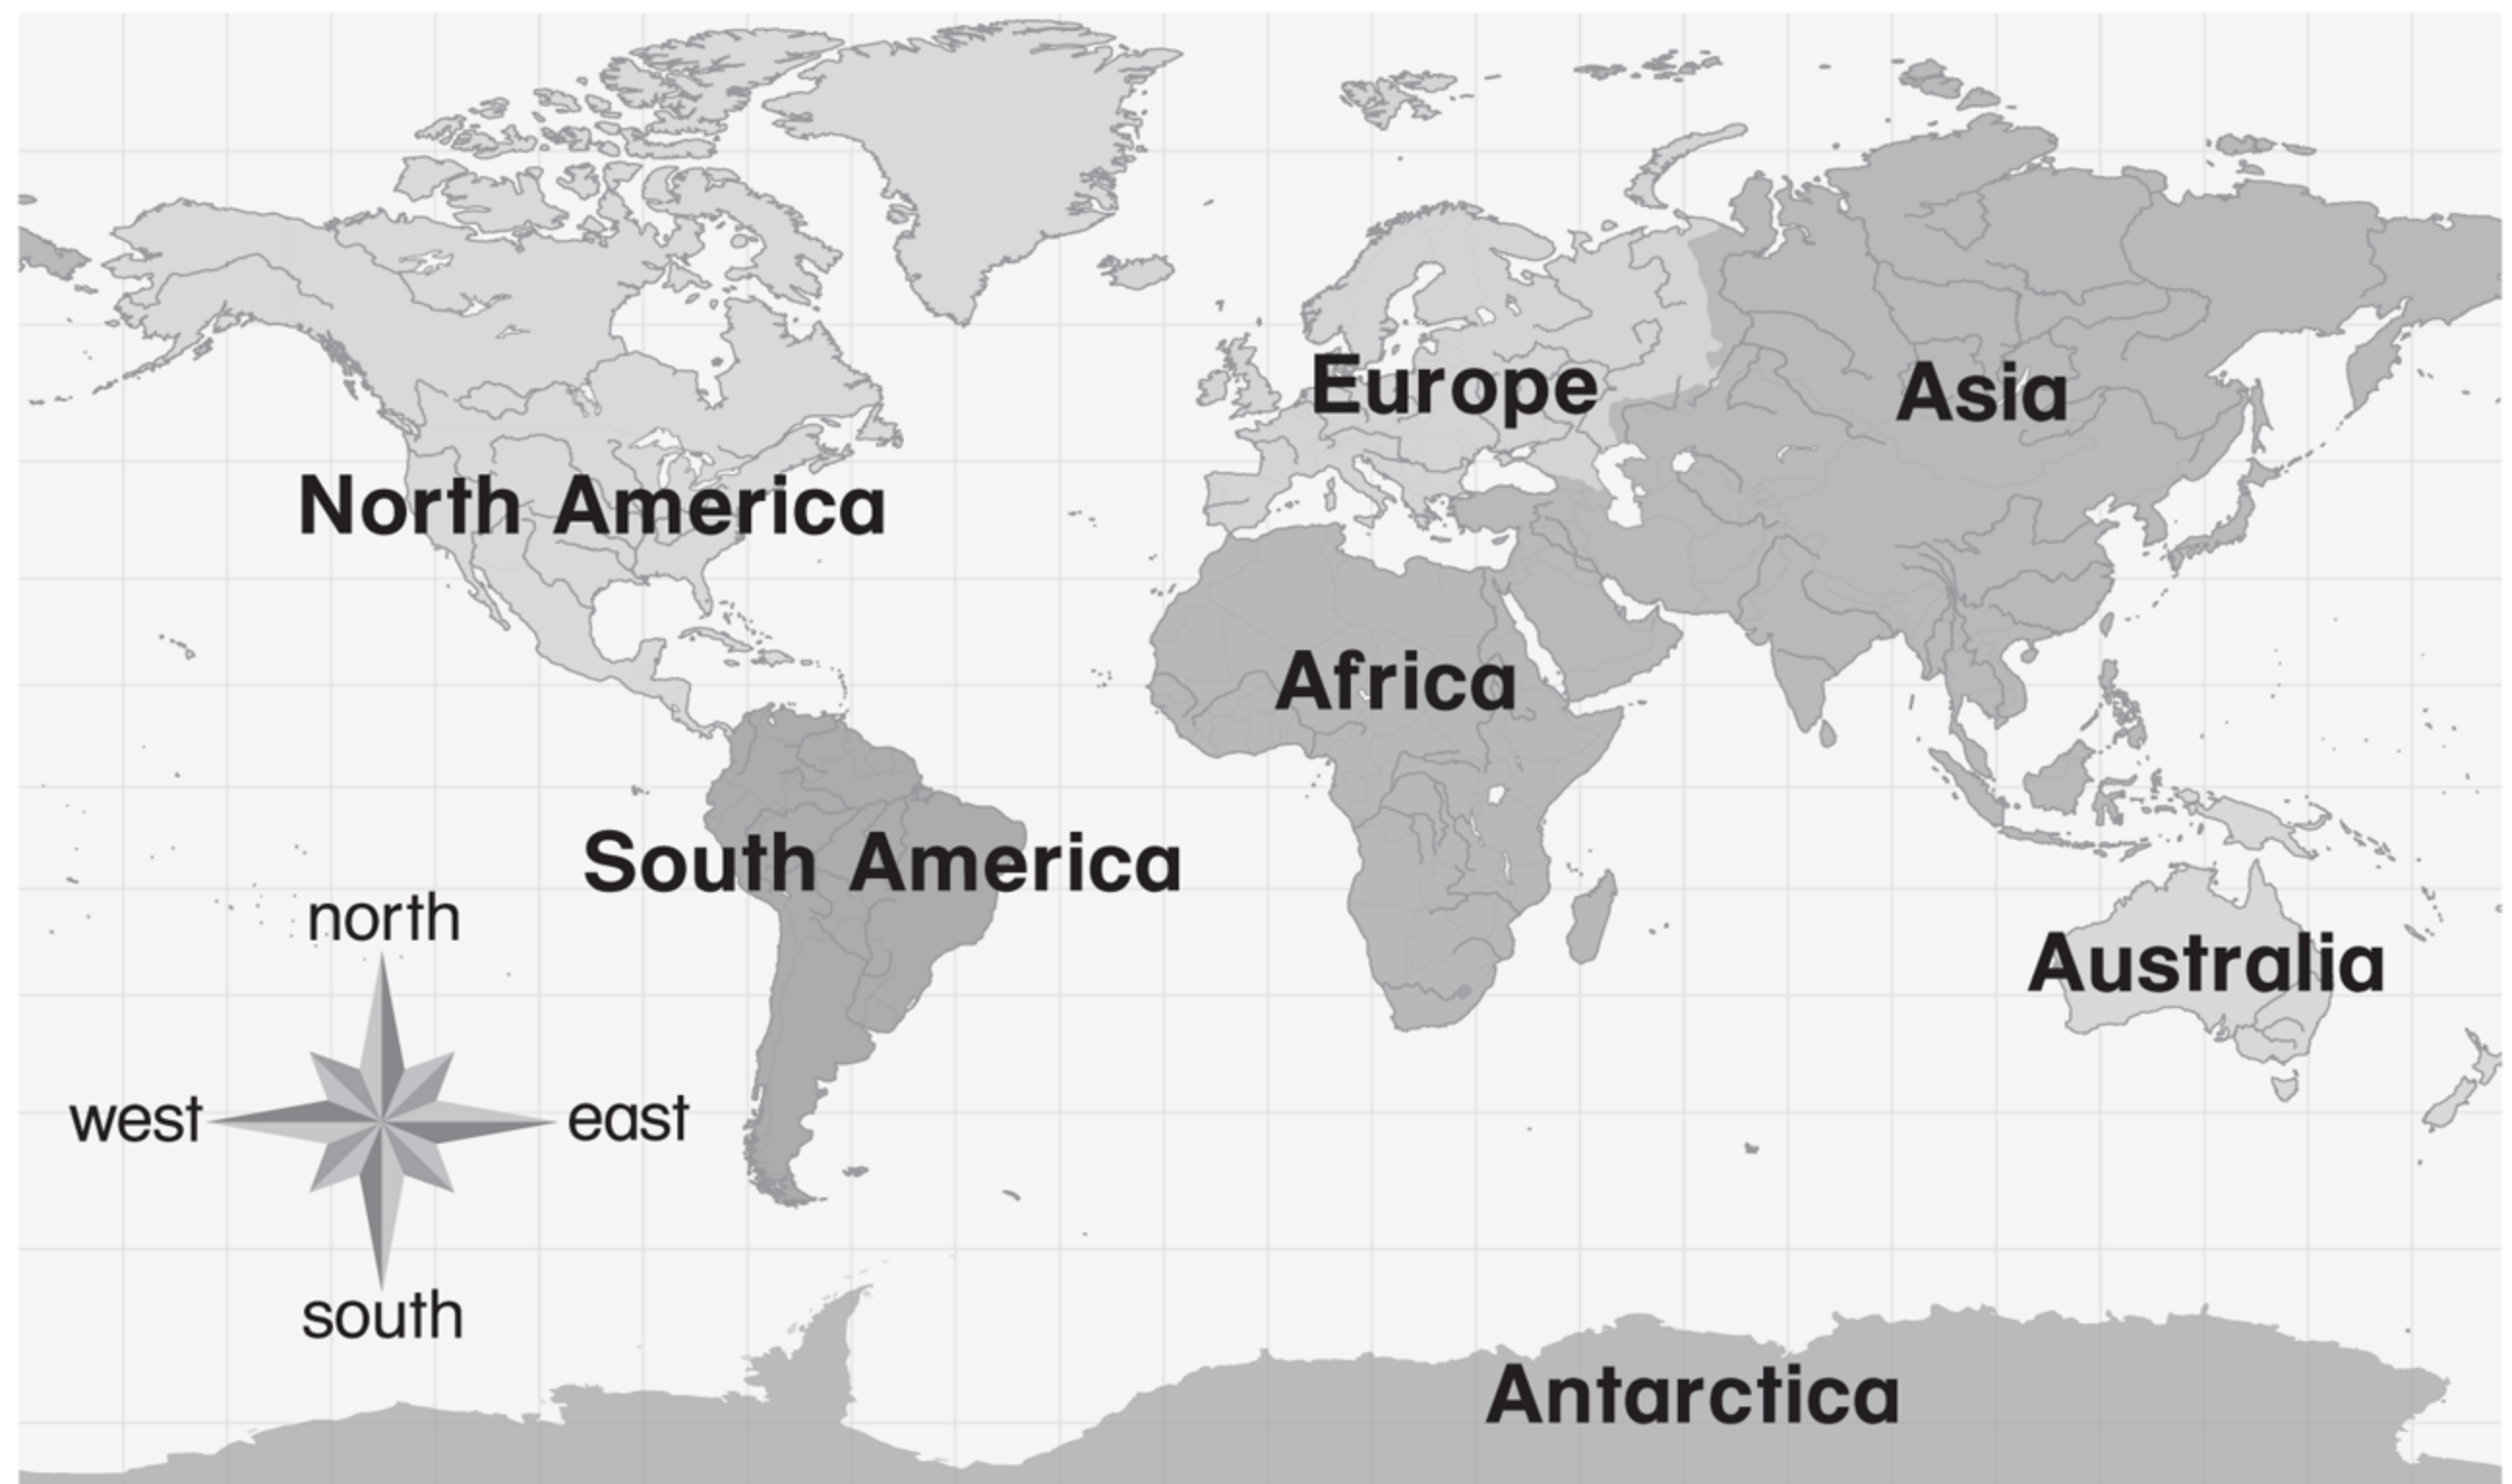 Europe
Asia
North America
Africa
South America
north
Australia
west
east
south
Antarctica